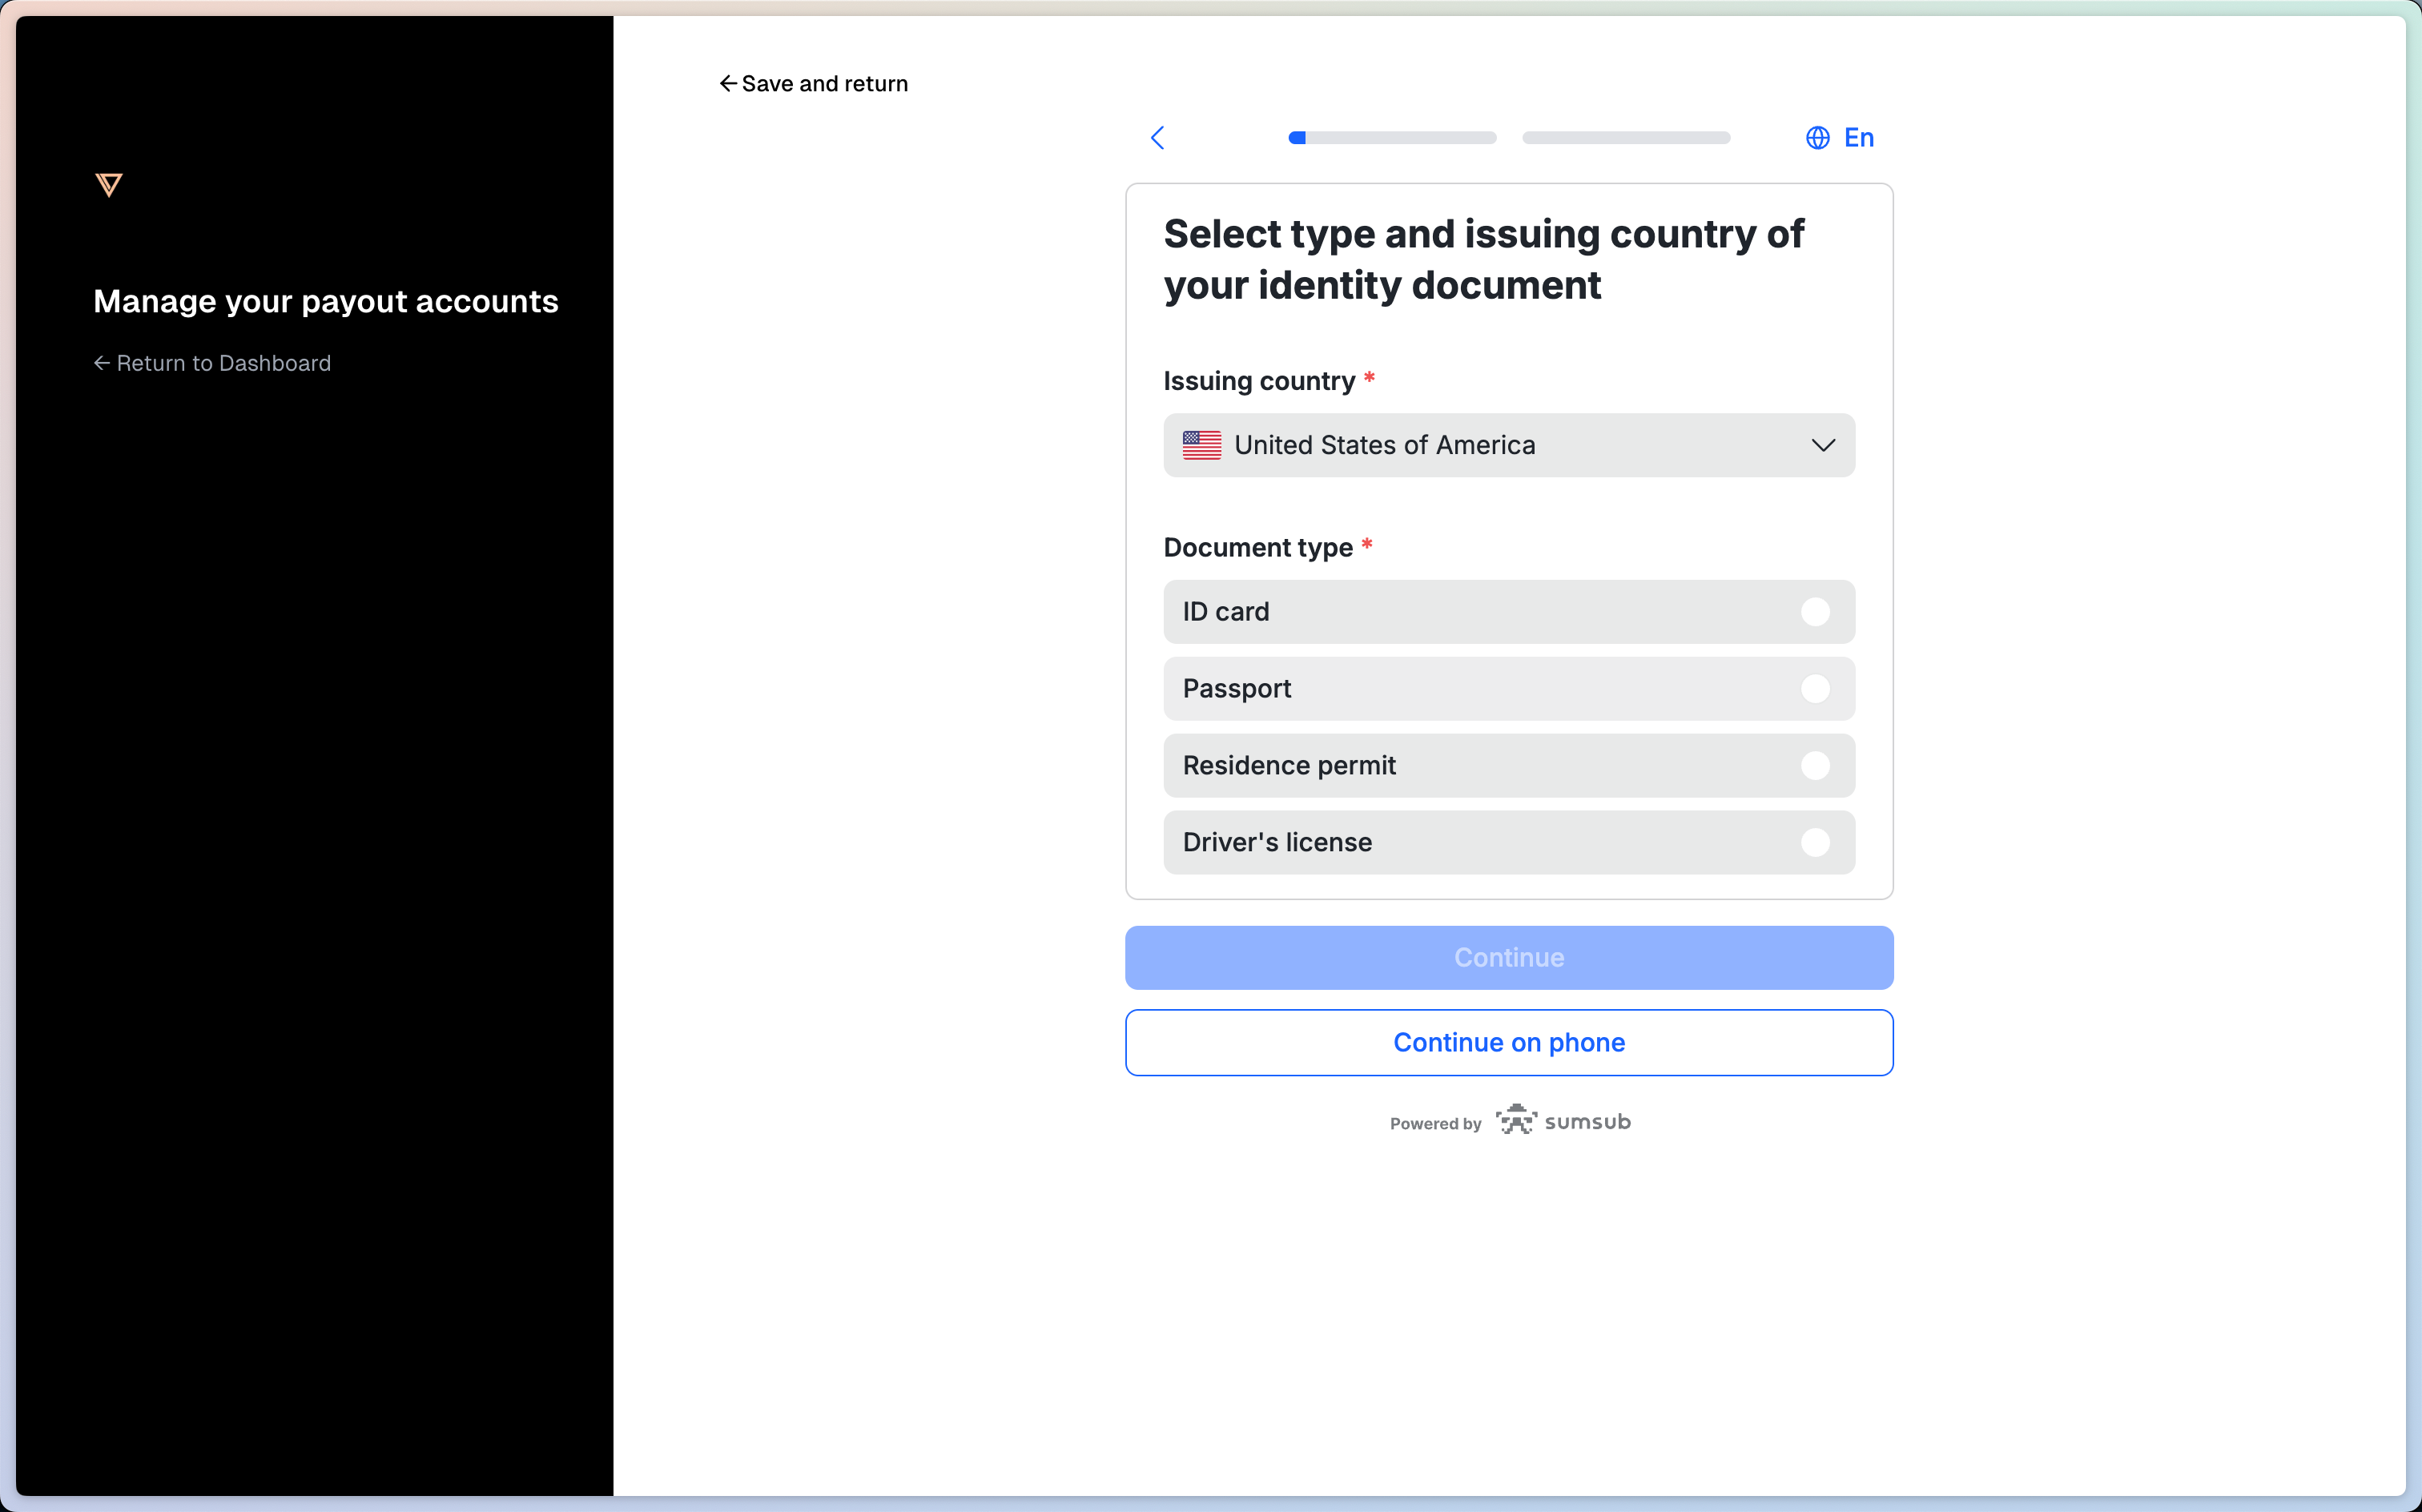 Manage your payout accounts
← Return to Dashboard
← Save and return
En
Select type and issuing country of
your identity document
Issuing country *
United States of America
Document type *
ID card
Passport
Residence permit
Driver's license
Continue
Continue on phone
Powered by sumsub